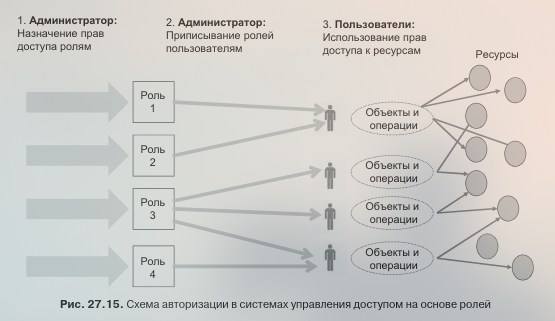 1. Администратор:
Назначение прав
доступа ролям
2. Администратор:
Приписывание ролей
пользователям
3. Пользователи:
Использование прав
доступа к ресурсам
Ресурсы
Роль
1
Роль
2
Роль
3
Роль
4
Объекты и
операции
Объекты и
операции
Объекты и
операции
Объекты и
операции
Рис. 27.15. Схема авторизации в системах управления доступом на основе ролей